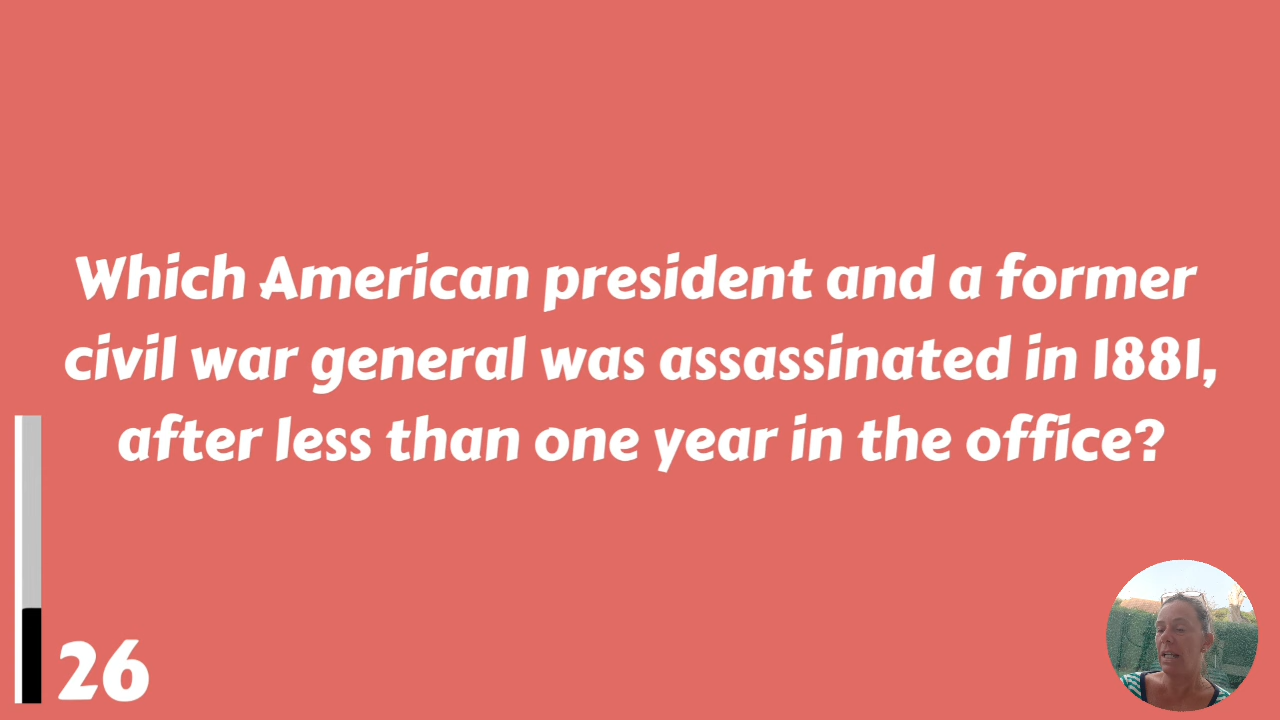 Which American president and a former
civil war general was assassinated in 1881,
after less than one year in the office?
26